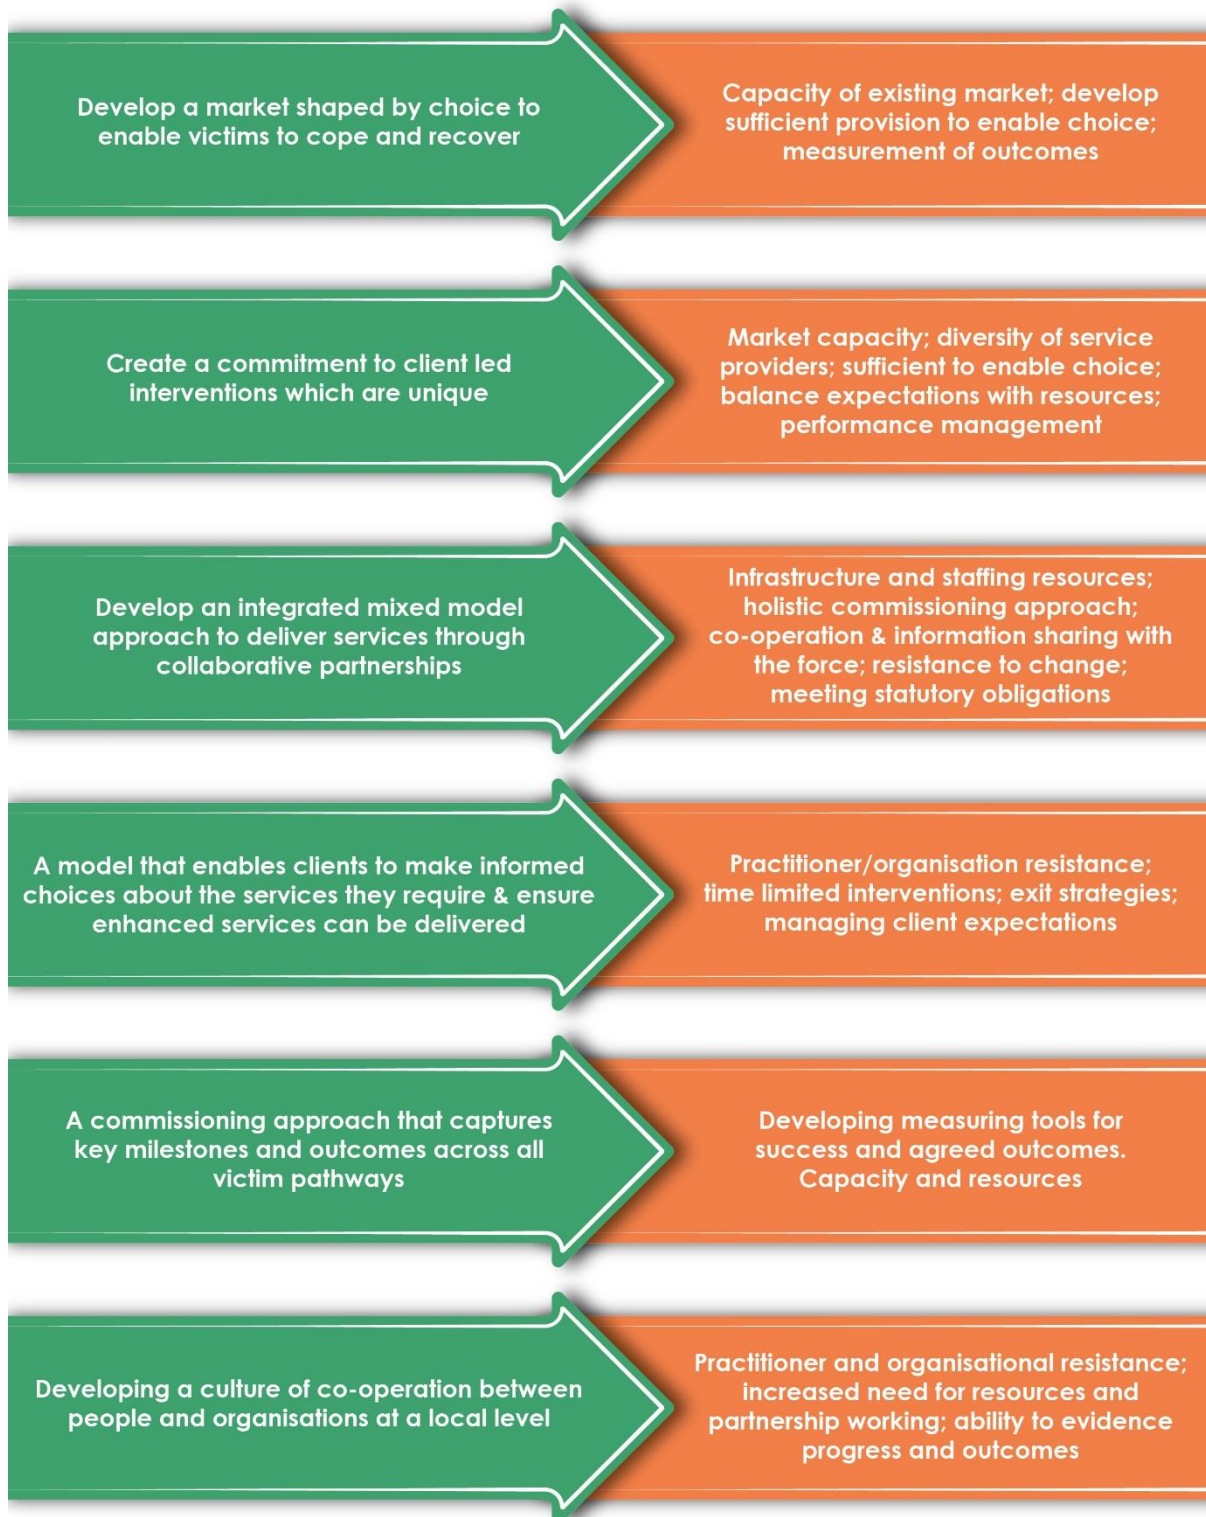 Develop a market shaped by choice to
enable victims to cope and recover
Capacity of existing market; develop
sufficient provision to enable choice;
measurement of outcomes
Create a commitment to client led
interventions which are unique
Market capacity; diversity of service
providers; sufficient to enable choice;
balance expectations with resources;
performance management
Develop an integrated mixed model
approach to deliver services through
collaborative partnerships
Infrastructure and staffing resources;
holistic commissioning approach;
co-operation & information sharing with
the force; resistance to change;
meeting statutory obligations
A model that enables clients to make informed
choices about the services they require & ensure
enhanced services can be delivered
Practitioner/organisation resistance;
time limited interventions; exit strategies;
managing client expectations
A commissioning approach that captures
key milestones and outcomes across all
victim pathways
Developing measuring tools for
success and agreed outcomes.
Capacity and resources
Developing a culture of co-operation between
people and organisations at a local level
Practitioner and organisational resistance;
increased need for resources and
partnership working; ability to evidence
progress and outcomes